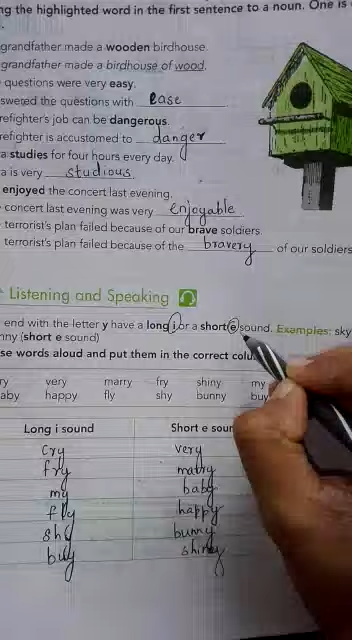 ng the highlighted word in the first sentence to a noun. One is
grandfather made a wooden birdhouse.
grandfather made a birdhouse of wood.
questions were very easy.
swered the questions with ease
refighter's job can be dangerous.
refighter is accustomed to danger
a studies for four hours every day.
a is very studious.
enjoyed the concert last evening.
concert last evening was very enjoyable
terrorist's plan failed because of our brave soldiers.
terrorist's plan failed because of the bravery of our soldiers
Listening and Speaking
end with the letter y have a long i or a short e sound. Examples: sky
nny (short e sound)
se words aloud and put them in the correct colu
ry very marry fry shiny my
aby happy fly shy bunny buy
Long i sound Short e soun
cry very
fry marry
my baby
fly happy
shy bunny
buy shiny